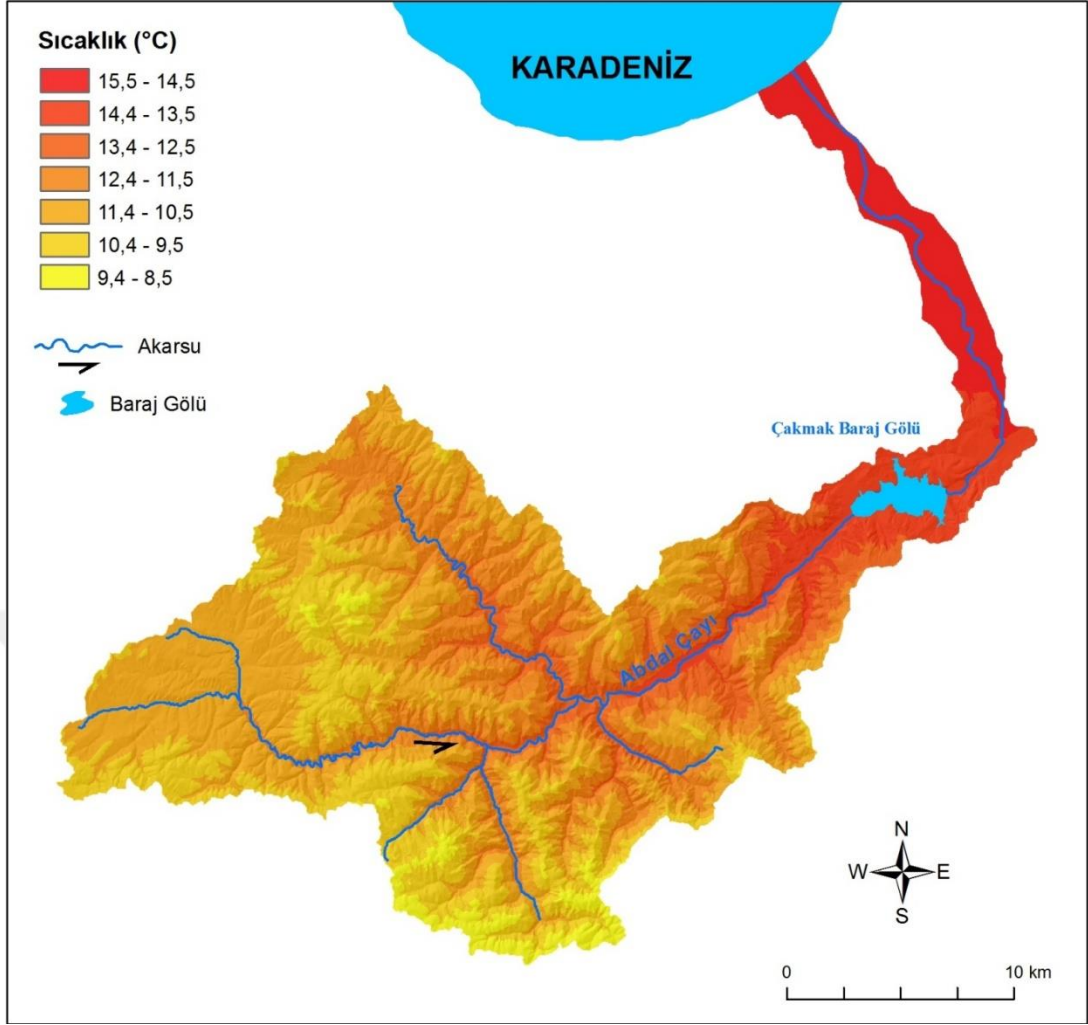 Sıcaklık (°C)
15,5 - 14,5
14,4 - 13,5
13,4 - 12,5
12,4 - 11,5
11,4 - 10,5
10,4 - 9,5
9,4 - 8,5
Akarsu
Baraj Gölü
KARADENİZ
Çakmak Baraj Gölü
Abdal Çayı
N
W E
S
0 10 km